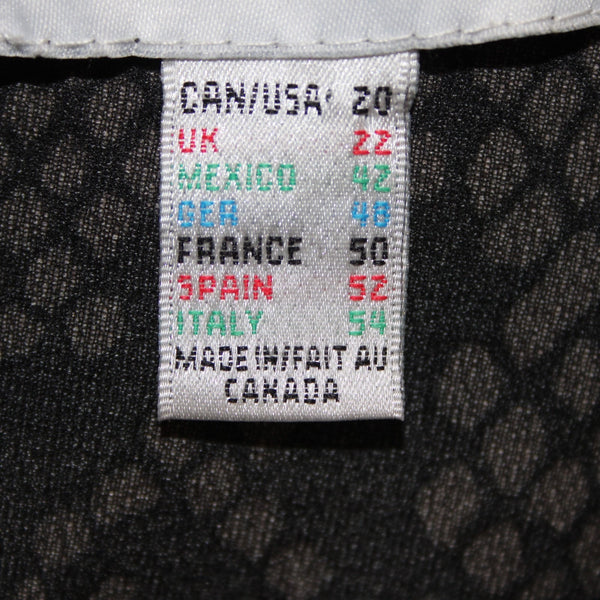 CAN/USA 20
UK 22
MEXICO 42
GER 48
FRANCE 50
SPAIN 52
ITALY 54
MADE IN/FAIT AU
CANADA